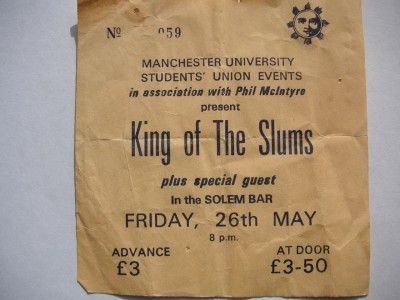 No 059
MANCHESTER UNIVERSITY
STUDENTS' UNION EVENTS
in association with Phil McIntyre
present
King of The Slums
plus special guest
In the SOLEM BAR
FRIDAY, 26th MAY
8 p.m.
ADVANCE AT DOOR
£3 £3-50